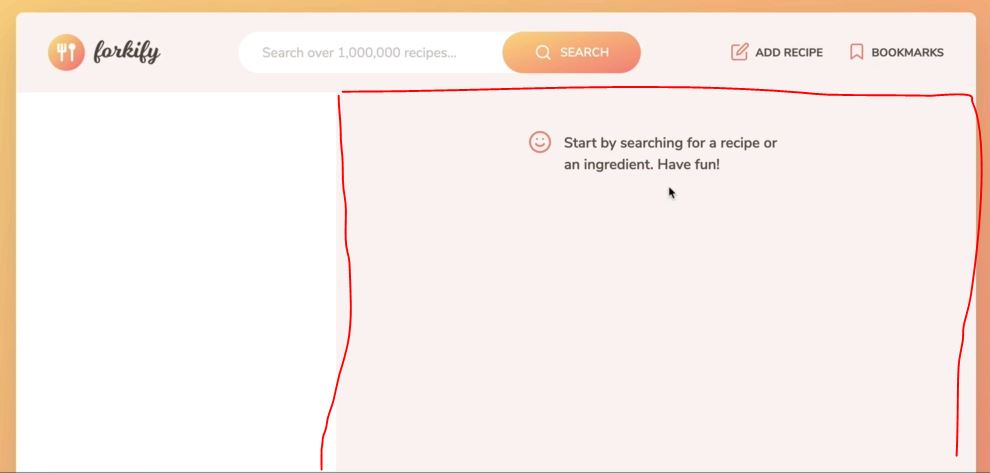 forkify
Search over 1,000,000 recipes...
SEARCH
ADD RECIPE
BOOKMARKS
Start by searching for a recipe or
an ingredient. Have fun!